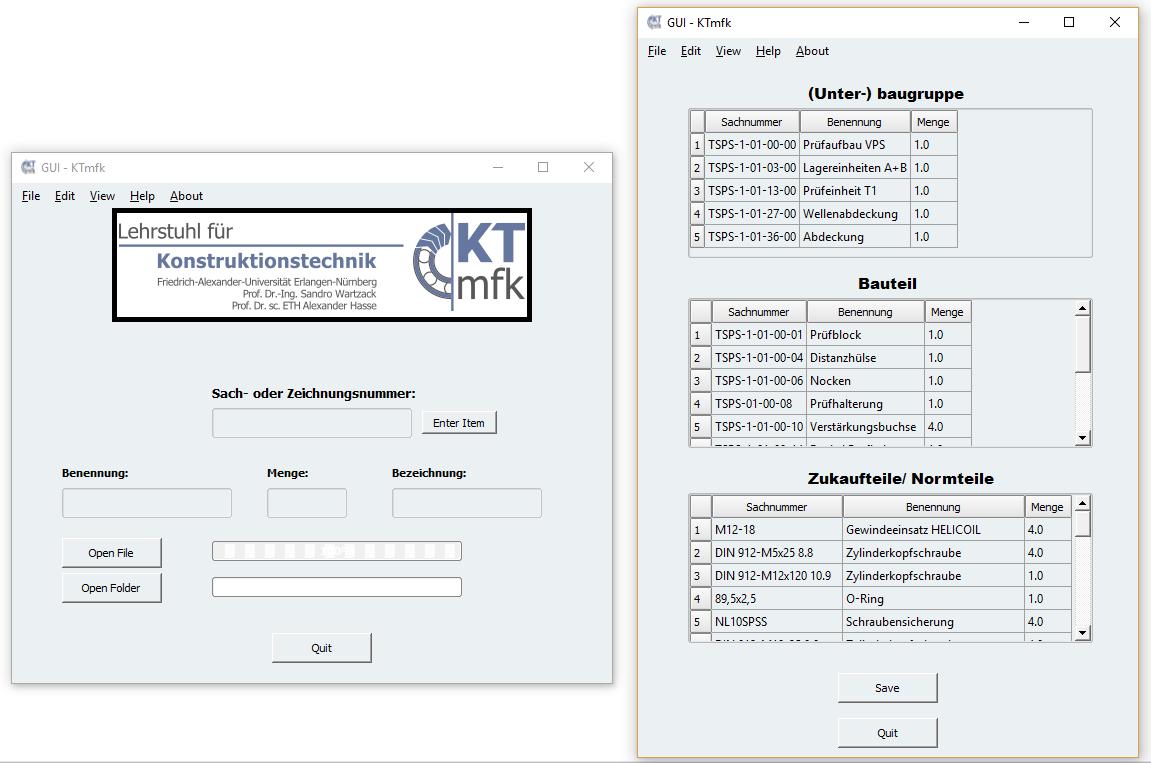 GUI - KTmfk
File Edit View Help About
Lehrstuhl für
Konstruktionstechnik
Friedrich-Alexander-Universität Erlangen-Nürnberg
Prof. Dr.-Ing. Sandro Wartzack
Prof. Dr. sc. ETH Alexander Hasse
KT
mfk
Sach- oder Zeichnungsnummer:
Enter Item
Benennung: Menge: Bezeichnung:
Open File
Open Folder
Quit
GUI - KTmfk
File Edit View Help About
(Unter-) baugruppe
Sachnummer Benennung Menge
1 TSPS-1-01-00-00 Prüfaufbau VPS 1.0
2 TSPS-1-01-03-00 Lagereinheiten A+B 1.0
3 TSPS-1-01-13-00 Prüfeinheit T1 1.0
4 TSPS-1-01-27-00 Wellenabdeckung 1.0
5 TSPS-1-01-36-00 Abdeckung 1.0
Bauteil
Sachnummer Benennung Menge
1 TSPS-1-01-00-01 Prüfblock 1.0
2 TSPS-1-01-00-04 Distanzhülse 1.0
3 TSPS-1-01-00-06 Nocken 1.0
4 TSPS-01-00-08 Prüfhalterung 1.0
5 TSPS-1-01-00-10 Verstärkungsbuchse 4.0
Zukaufteile/ Normteile
Sachnummer Benennung Menge
1 M12-18 Gewindeeinsatz HELICOIL 4.0
2 DIN 912-M5x25 8.8 Zylinderkopfschraube 4.0
3 DIN 912-M12x120 10.9 Zylinderkopfschraube 1.0
4 89,5x2,5 O-Ring 1.0
5 NL10SPSS Schraubensicherung 4.0
Save
Quit